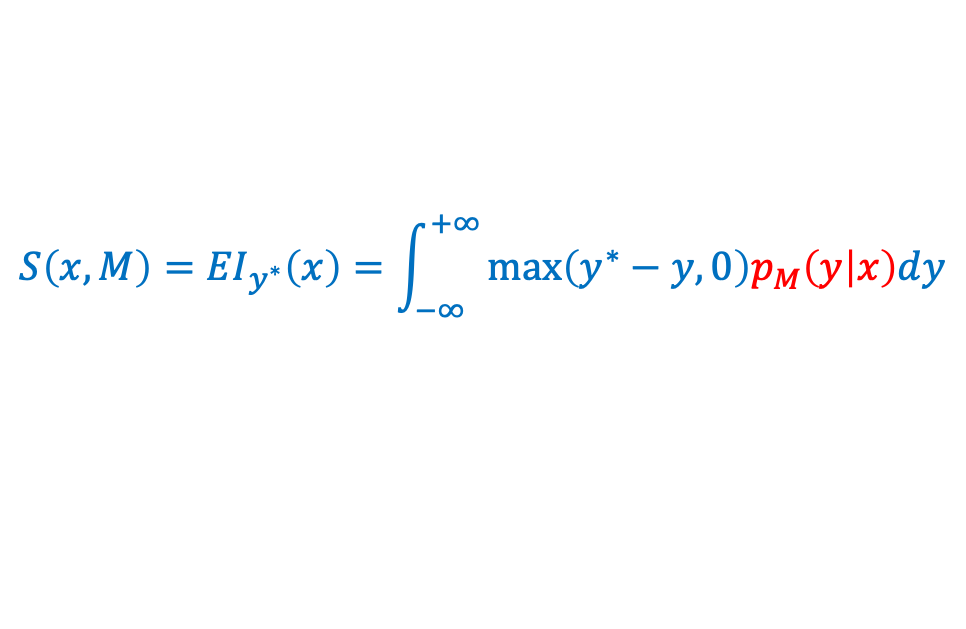 S(x, M) = EI_{y*}(x) = ∫_{−∞}^{+∞} max(y* − y, 0)p_M(y|x)dy